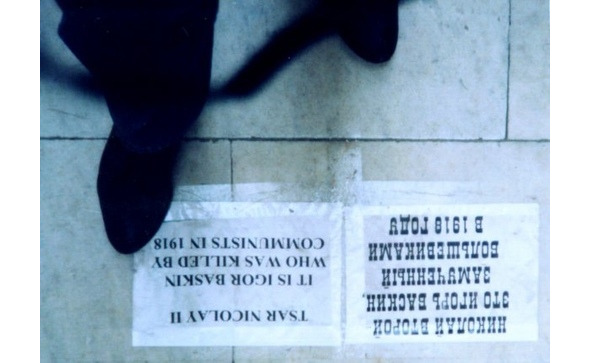 НИКОЛАЙ ВТОРОЙ
ЭТО ИГОРЬ БАСКИН,
ЗАМУЧЕННЫЙ
БОЛЬШЕВИКАМИ
В 1918 ГОДУ
TSAR NICOLAY II
IT IS IGOR BASKIN
WHO WAS KILLED BY
COMMUNISTS IN 1918